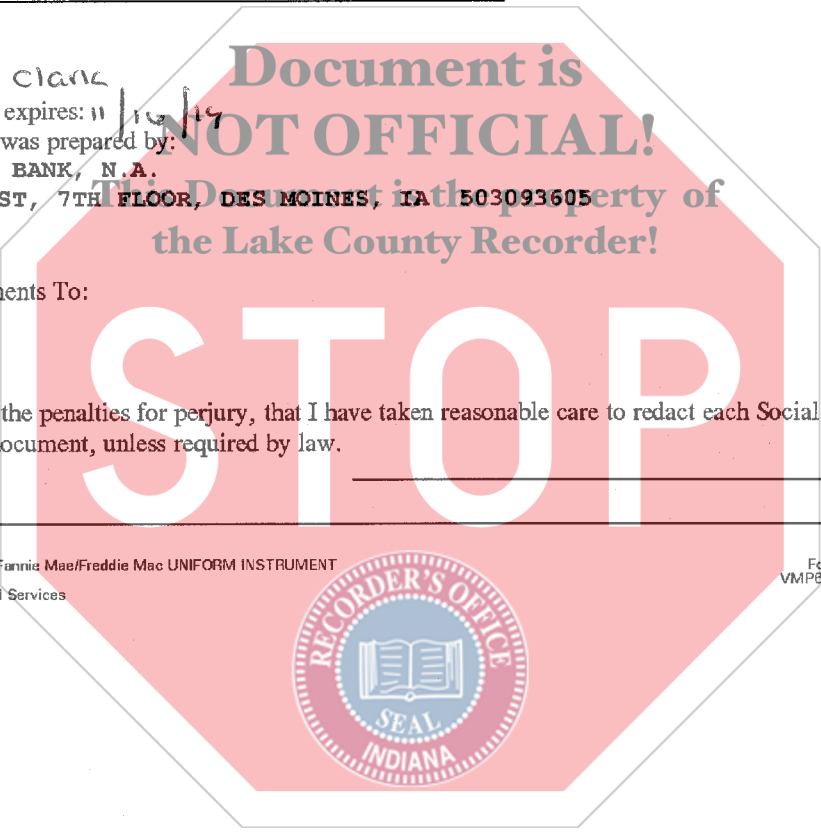 Document is
Clark
expires: 11/16/19
NOT OFFICIAL!
was prepared by:
BANK, N.A.
This Document is the property of
ST, 7TH FLOOR, DES MOINES, IA 503093605
the Lake County Recorder!
ments To:
STOP
the penalties for perjury, that I have taken reasonable care to redact each Social
ocument, unless required by law.
Fannie Mae/Freddie Mac UNIFORM INSTRUMENT
Fo
VMP6
l Services
RECORDER'S OFFICE
SEAL
INDIANA